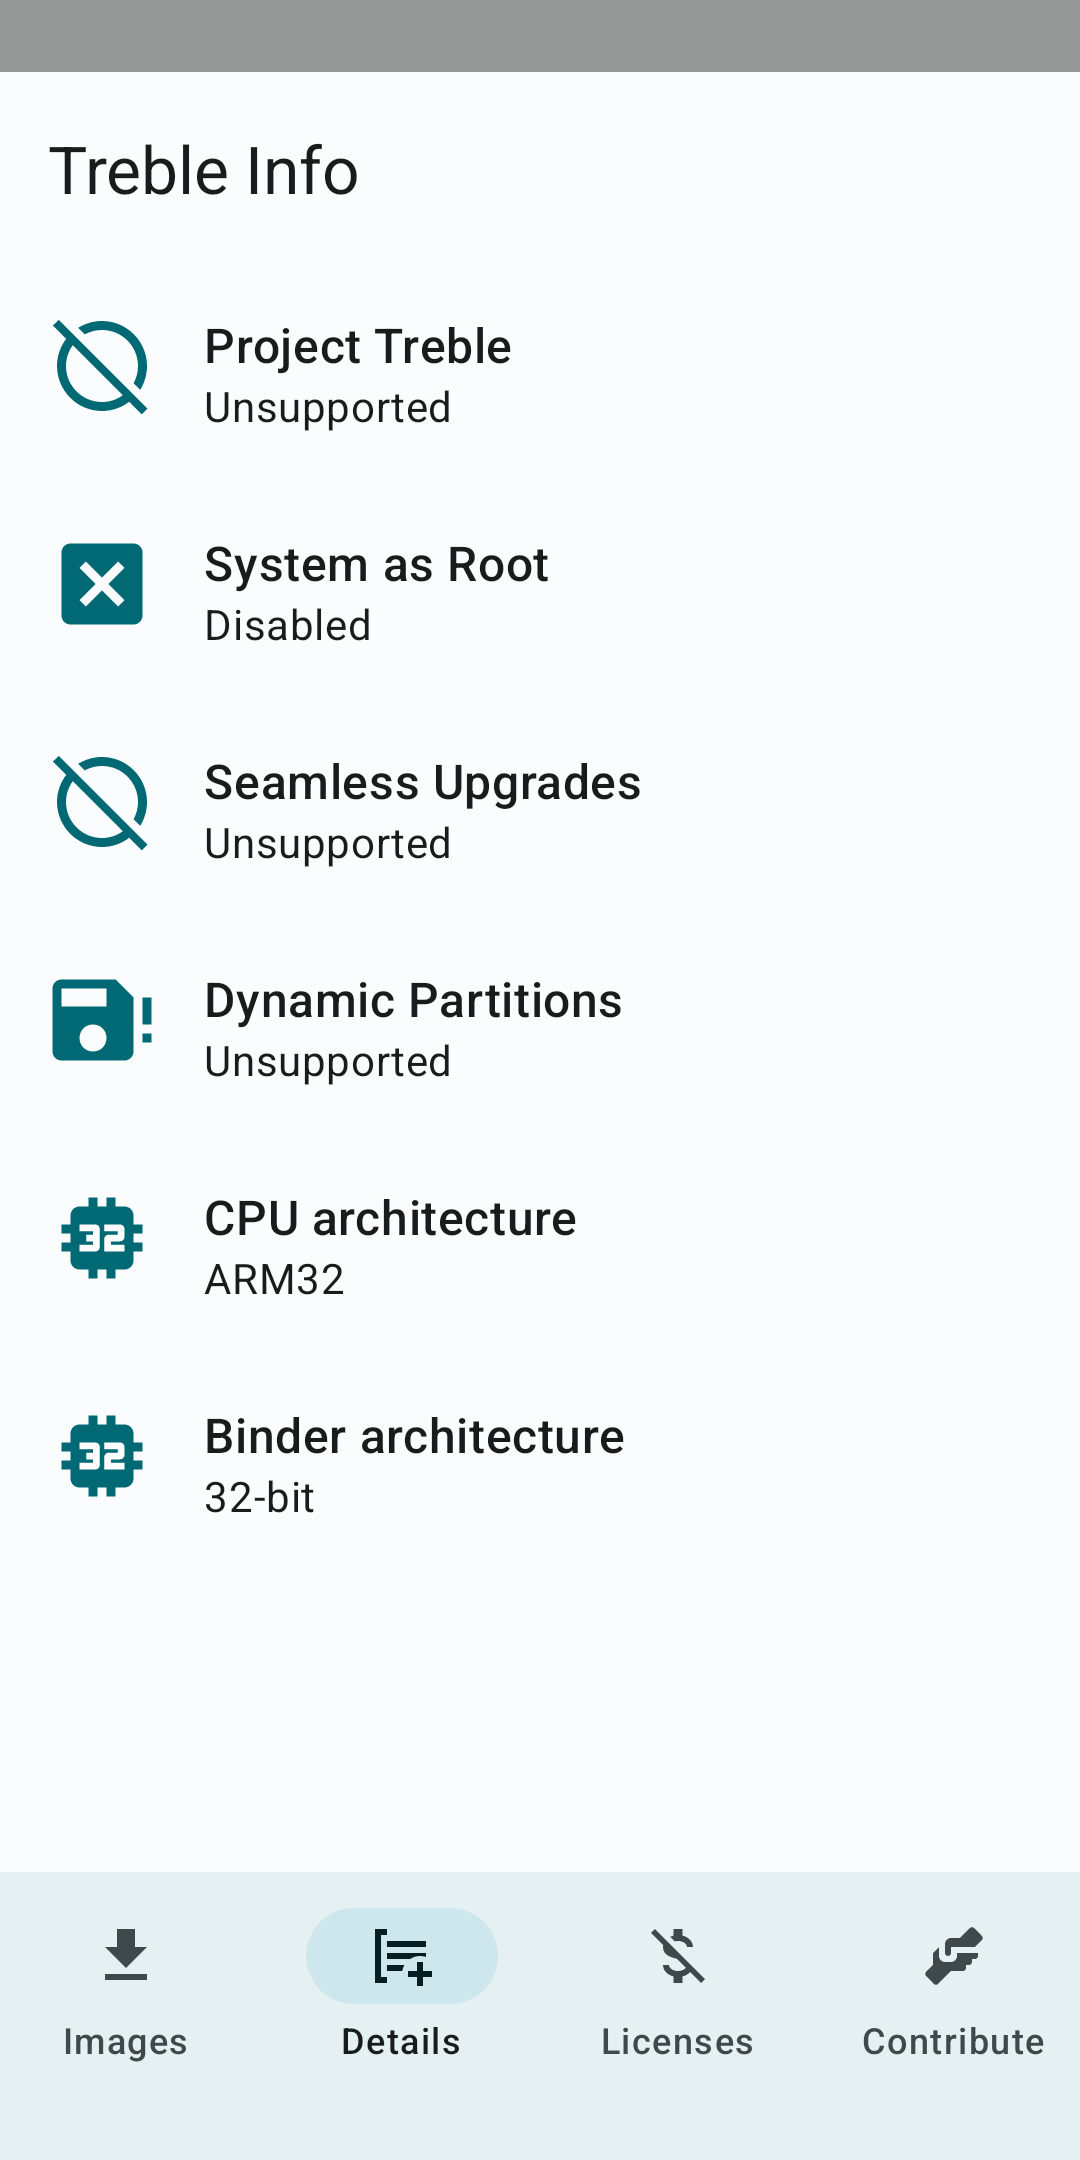 Treble Info
Project Treble
Unsupported
System as Root
Disabled
Seamless Upgrades
Unsupported
Dynamic Partitions
Unsupported
32
CPU architecture
ARM32
32
Binder architecture
32-bit
Images
Details
Licenses
Contribute